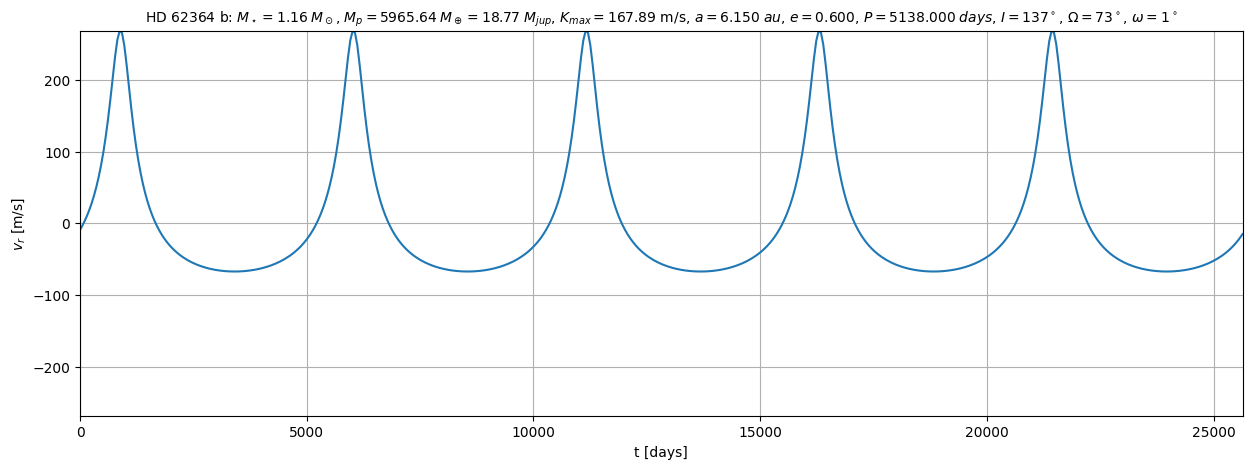 HD 62364 b: M⋆ = 1.16 M⊙, Mp = 5965.64 M⊕ = 18.77 Mjup, Kmax = 167.89 m/s, a = 6.150 au, e = 0.600, P = 5138.000 days, I = 137°, Ω = 73°, ω = 1°
200
100
0
−100
−200
vr [m/s]
0 5000 10000 15000 20000 25000
t [days]